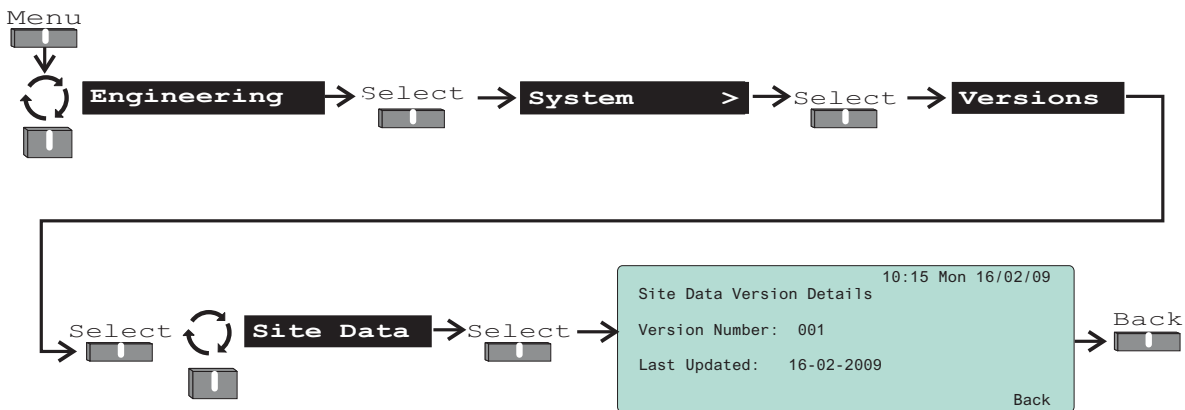 Menu
Engineering
Select
System >
Select
Versions
Select
Site Data
Select
10:15 Mon 16/02/09
Site Data Version Details
Version Number: 001
Last Updated: 16-02-2009
Back
Back